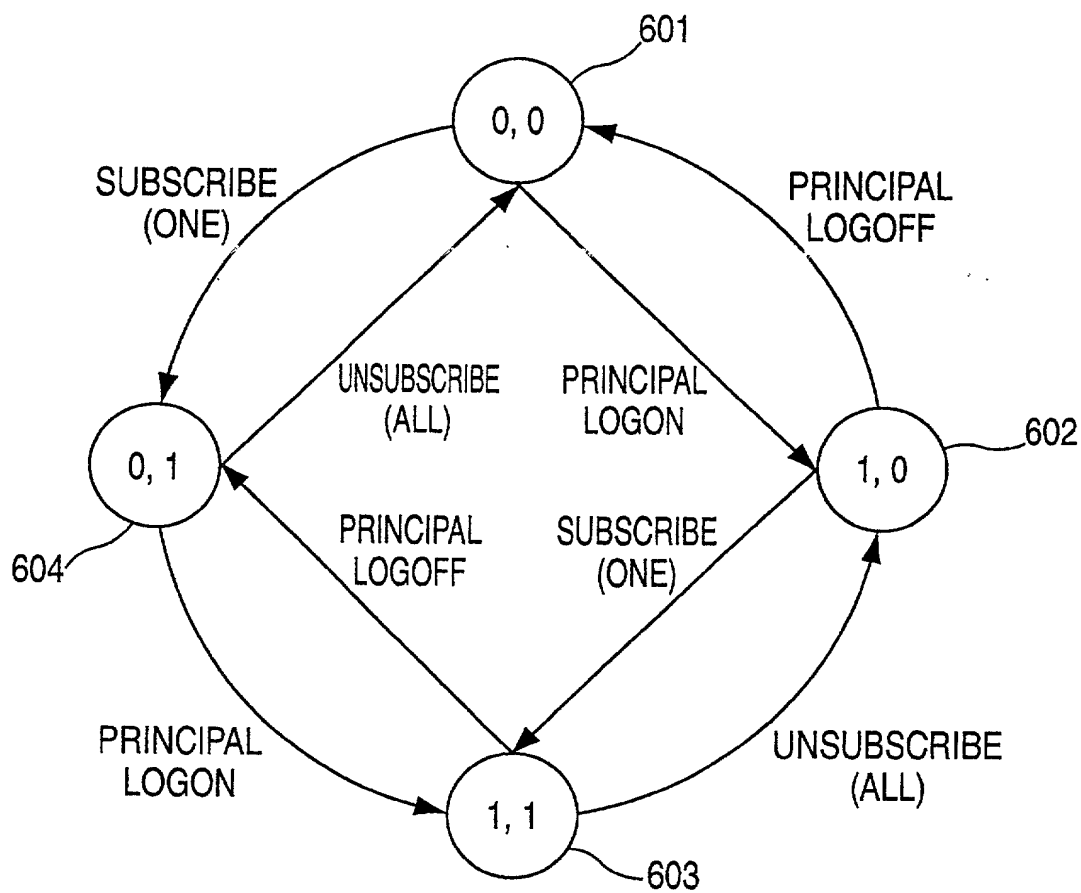 601
0, 0
SUBSCRIBE
(ONE)
PRINCIPAL
LOGOFF
UNSUBSCRIBE
(ALL)
PRINCIPAL
LOGON
0, 1
1, 0
602
604
PRINCIPAL
LOGOFF
SUBSCRIBE
(ONE)
PRINCIPAL
LOGON
UNSUBSCRIBE
(ALL)
1, 1
603